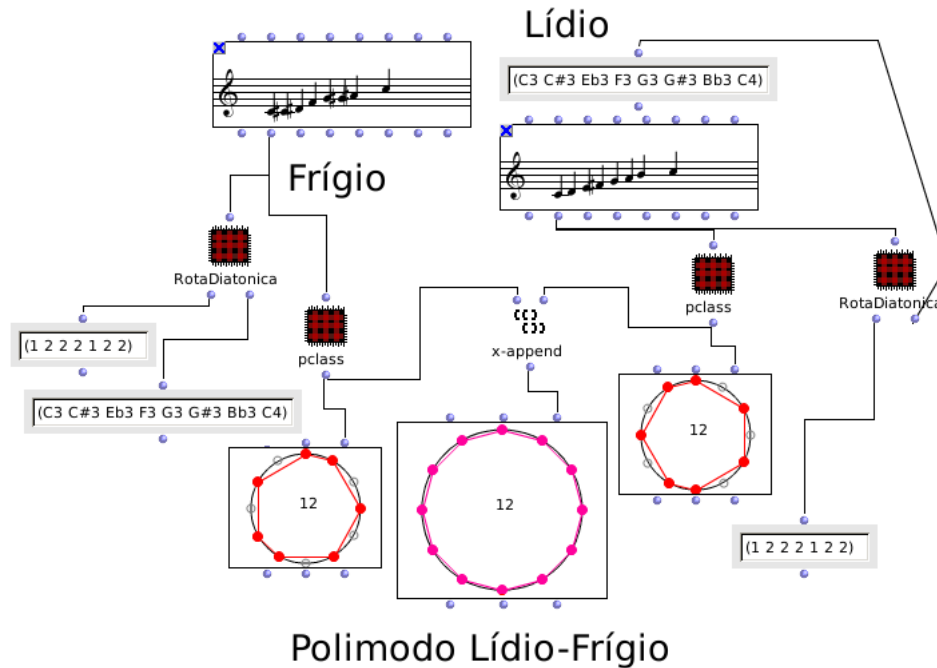 Lídio
(C3 C#3 Eb3 F3 G3 G#3 Bb3 C4)
Frígio
RotaDiatonica
pclass
RotaDiatonica
(1 2 2 2 1 2 2)
pclass
x-append
(C3 C#3 Eb3 F3 G3 G#3 Bb3 C4)
12
12
12
(1 2 2 2 1 2 2)
Polimodo Lídio-Frígio